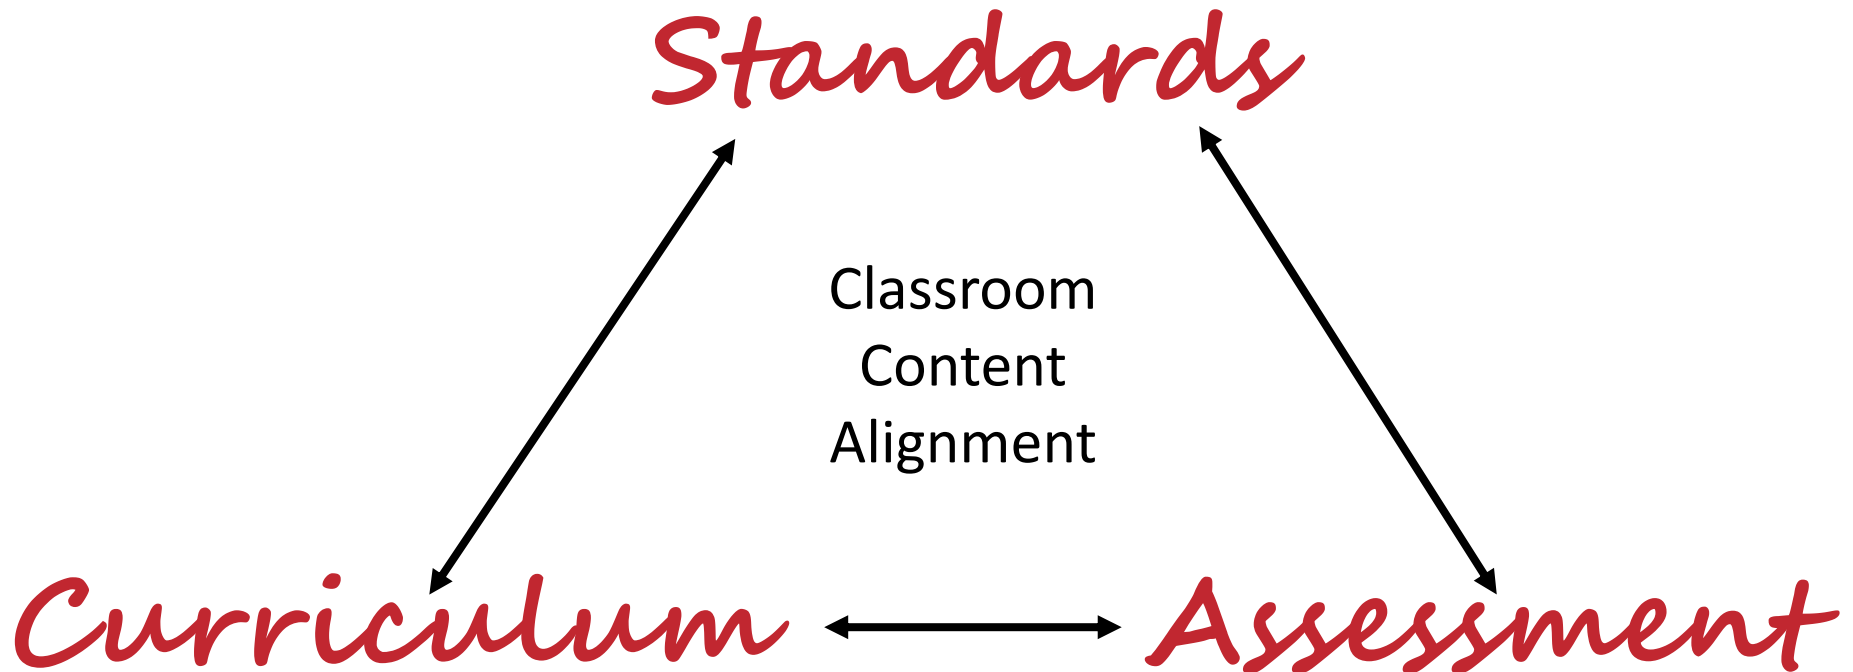 Standards
Classroom
Content
Alignment
Curriculum
Assessment